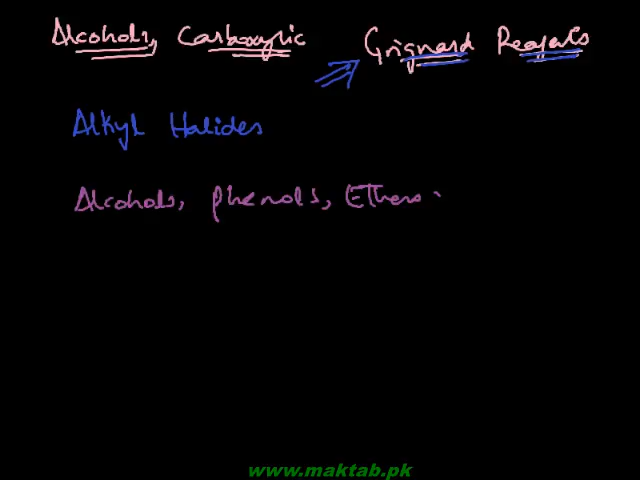 Alcohols, Carboxylic Grignard Reagents
Alkyl Halides
Alcohols, Phenols, Ethers
www.maktab.pk